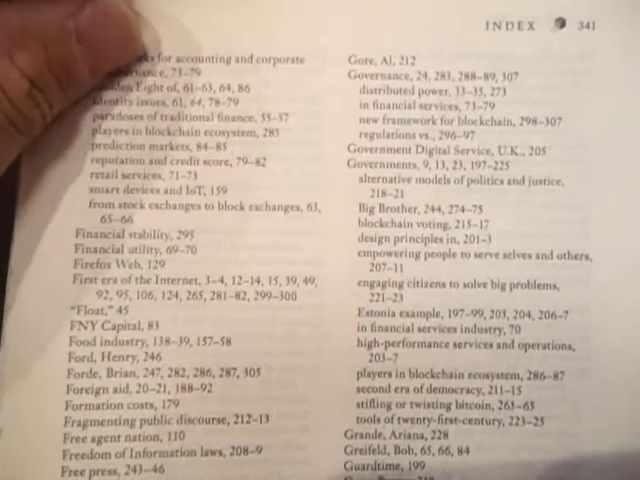 INDEX 341
for accounting and corporate
73–79
Eight of, 61–63, 64, 86
identity issues, 61, 64, 78–79
paradoxes of traditional finance, 55–57
players in blockchain ecosystem, 285
prediction markets, 84–85
reputation and credit score, 79–82
retail services, 71–73
smart devices and IoT, 159
from stock exchanges to block exchanges, 63,
65–66
Financial stability, 295
Financial utility, 69–70
Firefox Web, 129
First era of the Internet, 3–4, 12–14, 15, 39, 49,
92, 95, 106, 124, 265, 281–82, 299–300
“Float,” 45
FNY Capital, 83
Food industry, 138–39, 157–58
Ford, Henry, 246
Forde, Brian, 247, 282, 286, 287, 305
Foreign aid, 20–21, 188–92
Formation costs, 179
Fragmenting public discourse, 212–13
Free agent nation, 110
Freedom of Information laws, 208–9
Free press, 243–46
Gore, Al, 212
Governance, 24, 283, 288–89, 307
distributed power, 33–35, 273
in financial services, 73–79
new framework for blockchain, 298–307
regulations vs., 296–97
Government Digital Service, U.K., 205
Governments, 9, 13, 23, 197–225
alternative models of politics and justice,
218–21
Big Brother, 244, 274–75
blockchain voting, 215–17
design principles in, 201–3
empowering people to serve selves and others,
207–11
engaging citizens to solve big problems,
221–23
Estonia example, 197–99, 203, 204, 206–7
in financial services industry, 70
high-performance services and operations,
203–7
players in blockchain ecosystem, 286–87
second era of democracy, 211–15
stifling or twisting bitcoin, 263–65
tools of twenty-first-century, 223–25
Grande, Ariana, 228
Greifeld, Bob, 65, 66, 84
Guardtime, 199